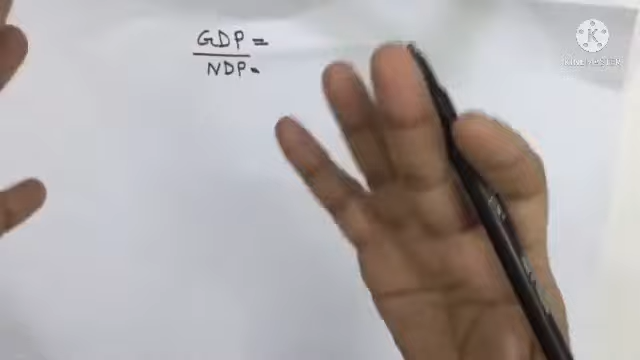 GDP =
NDP =
KINEMASTER